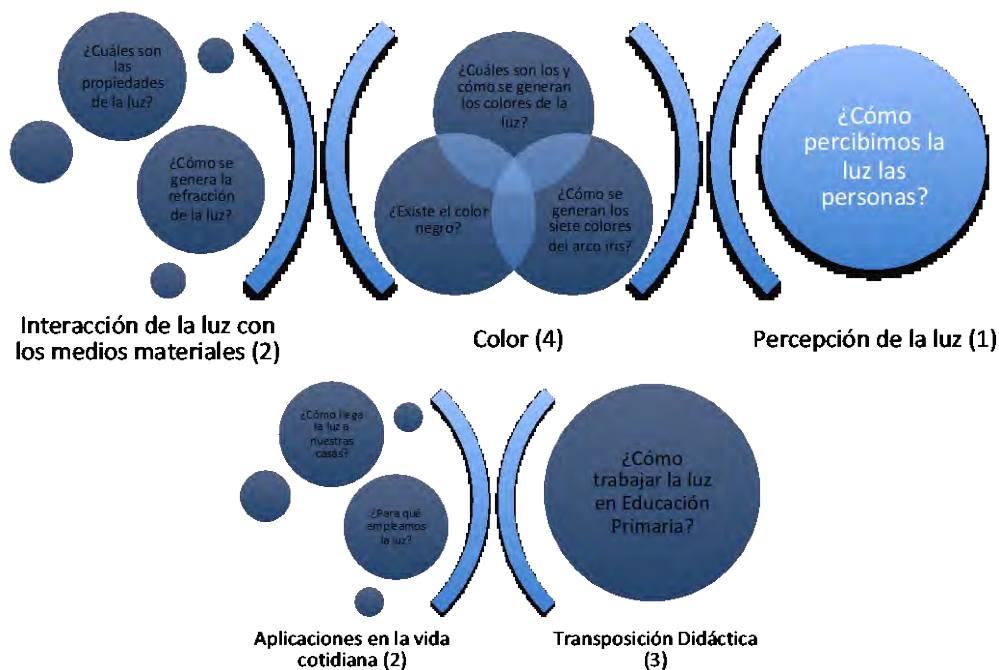 ¿Cuáles son
las
propiedades
de la luz?
¿Cómo se
genera la
refracción
de la luz?
Interacción de la luz con
los medios materiales (2)
¿Cuáles son los y
cómo se generan
los colores de la
luz?
¿Existe el color
negro?
¿Cómo se
generan los
siete colores
del arco iris?
Color (4)
¿Cómo
percibimos la
luz las
personas?
Percepción de la luz (1)
¿Cómo llega
la luz a
nuestras
casas?
¿Para qué
empleamos
la luz?
Aplicaciones en la vida
cotidiana (2)
¿Cómo
trabajar la luz
en Educación
Primaria?
Transposición Didáctica
(3)